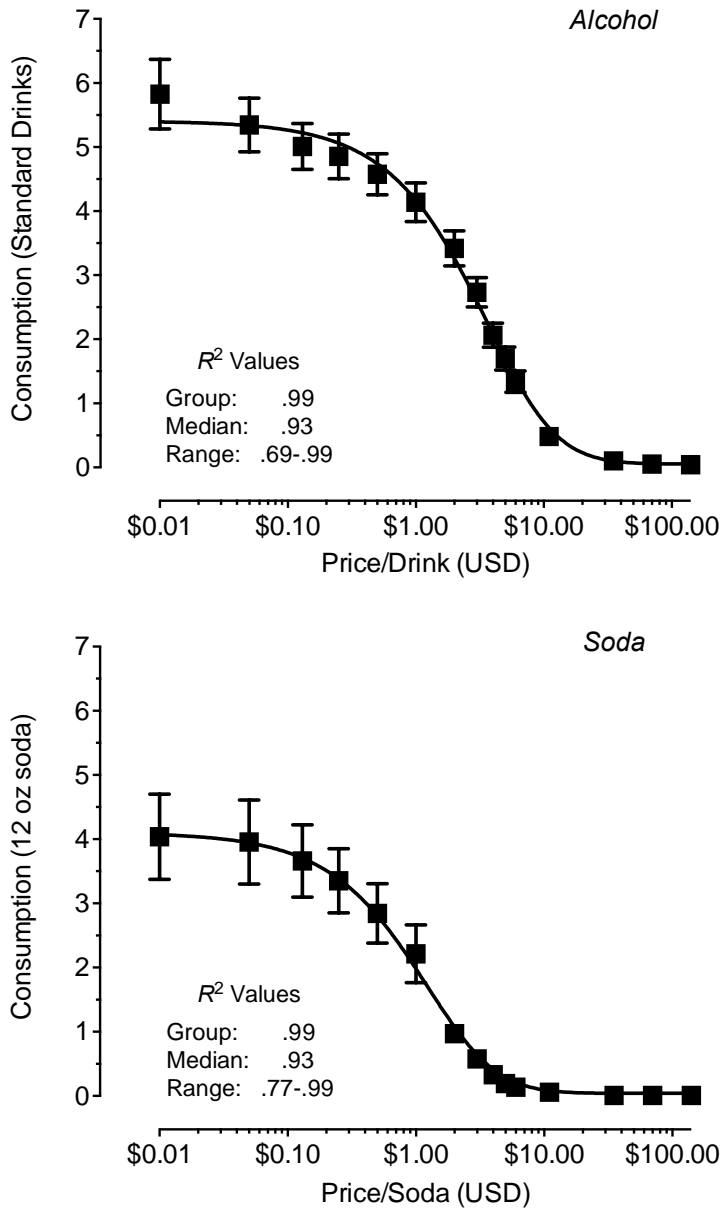 Alcohol
7
6
5
4
3
2
1
0
Consumption (Standard Drinks)
R² Values
Group: .99
Median: .93
Range: .69-.99
$0.01 $0.10 $1.00 $10.00 $100.00
Price/Drink (USD)
Soda
7
6
5
4
3
2
1
0
Consumption (12 oz soda)
R² Values
Group: .99
Median: .93
Range: .77-.99
$0.01 $0.10 $1.00 $10.00 $100.00
Price/Soda (USD)